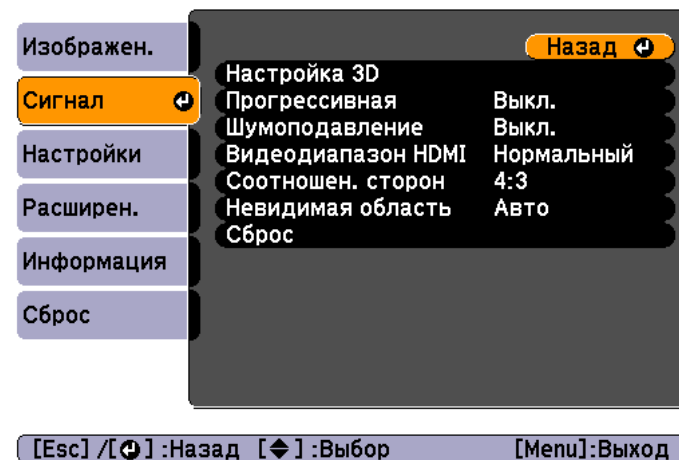 Изображен.
Сигнал
Настройки
Расширен.
Информация
Сброс
Назад
Настройка 3D
Прогрессивная Выкл.
Шумоподавление Выкл.
Видеодиапазон HDMI Нормальный
Соотношен. сторон 4:3
Невидимая область Авто
Сброс
[Esc] /[ ] :Назад [ ] :Выбор [Menu]:Выход